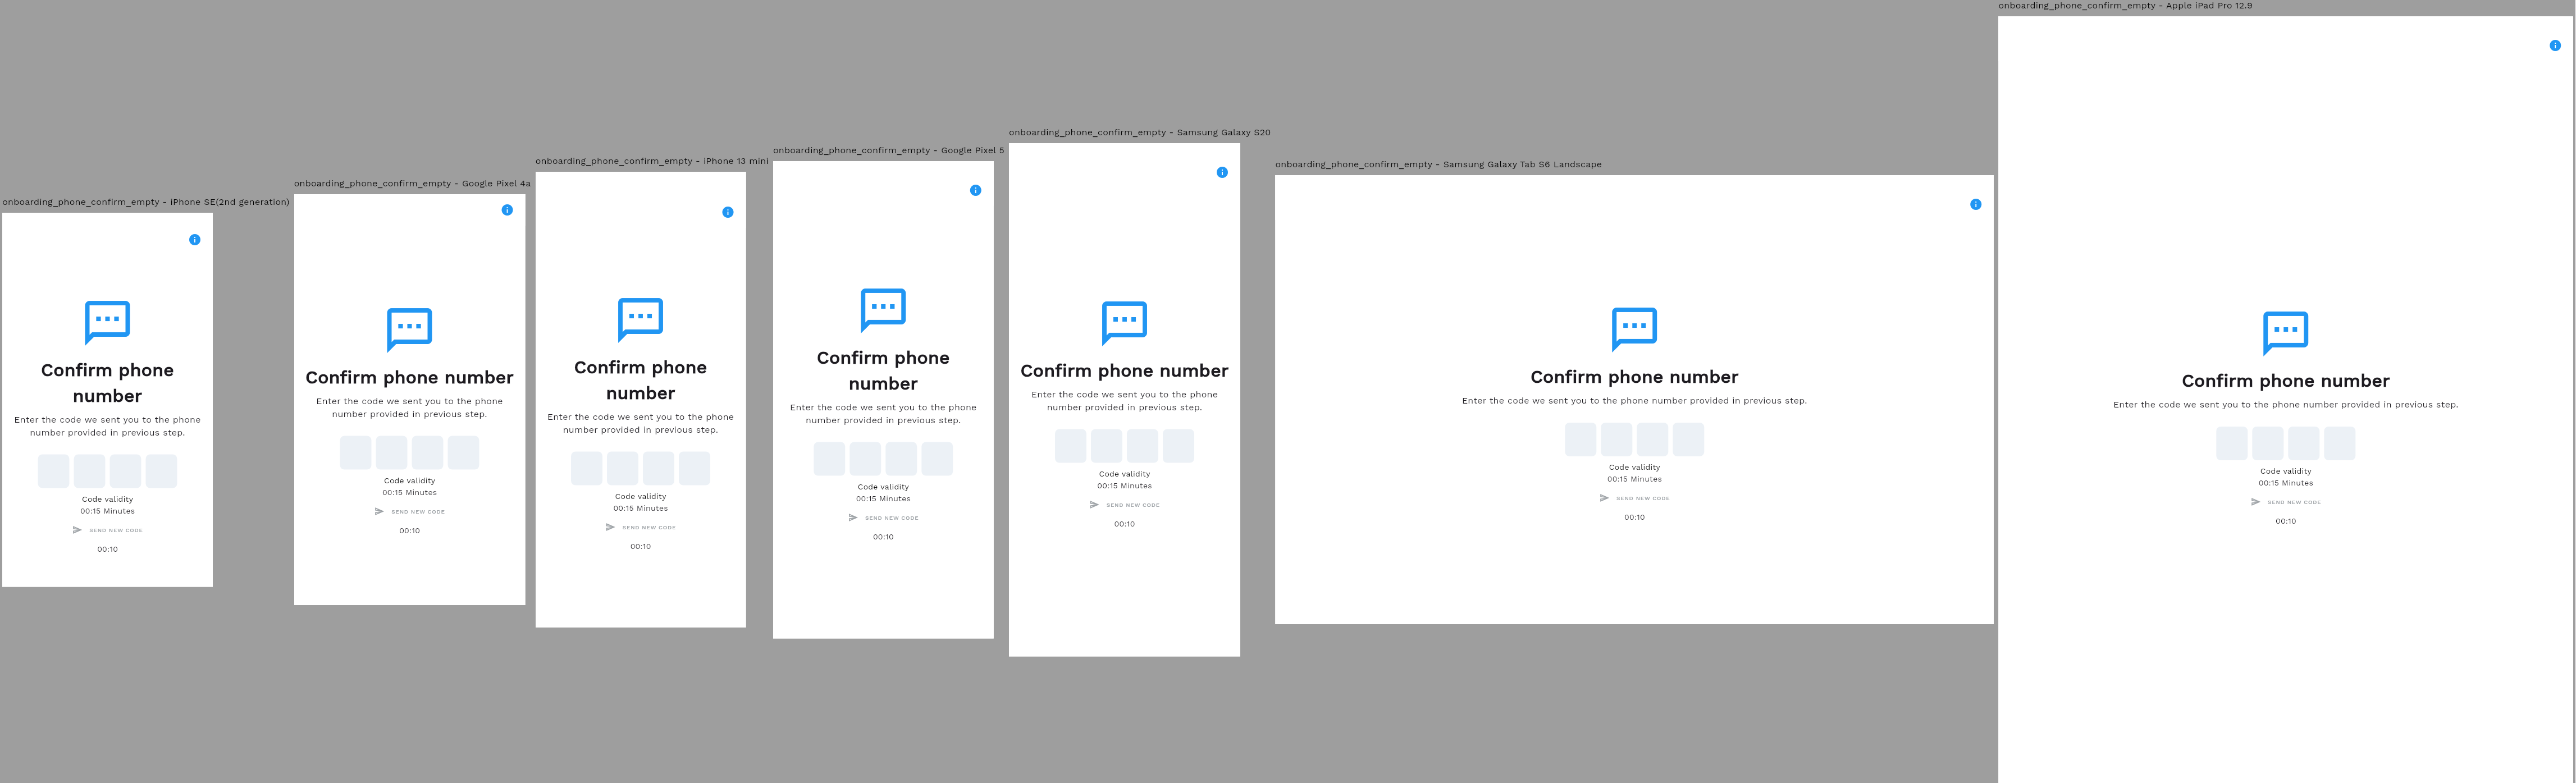 onboarding_phone_confirm_empty - iPhone SE(2nd generation)
Confirm phone
number
Enter the code we sent you to the phone
number provided in previous step.
Code validity
00:15 Minutes
SEND NEW CODE
00:10
onboarding_phone_confirm_empty - Google Pixel 4a
Confirm phone number
Enter the code we sent you to the phone
number provided in previous step.
Code validity
00:15 Minutes
SEND NEW CODE
00:10
onboarding_phone_confirm_empty - iPhone 13 mini
Confirm phone
number
Enter the code we sent you to the phone
number provided in previous step.
Code validity
00:15 Minutes
SEND NEW CODE
00:10
onboarding_phone_confirm_empty - Google Pixel 5
Confirm phone
number
Enter the code we sent you to the phone
number provided in previous step.
Code validity
00:15 Minutes
SEND NEW CODE
00:10
onboarding_phone_confirm_empty - Samsung Galaxy S20
Confirm phone number
Enter the code we sent you to the phone
number provided in previous step.
Code validity
00:15 Minutes
SEND NEW CODE
00:10
onboarding_phone_confirm_empty - Samsung Galaxy Tab S6 Landscape
Confirm phone number
Enter the code we sent you to the phone number provided in previous step.
Code validity
00:15 Minutes
SEND NEW CODE
00:10
onboarding_phone_confirm_empty - Apple iPad Pro 12.9
Confirm phone number
Enter the code we sent you to the phone number provided in previous step.
Code validity
00:15 Minutes
SEND NEW CODE
00:10